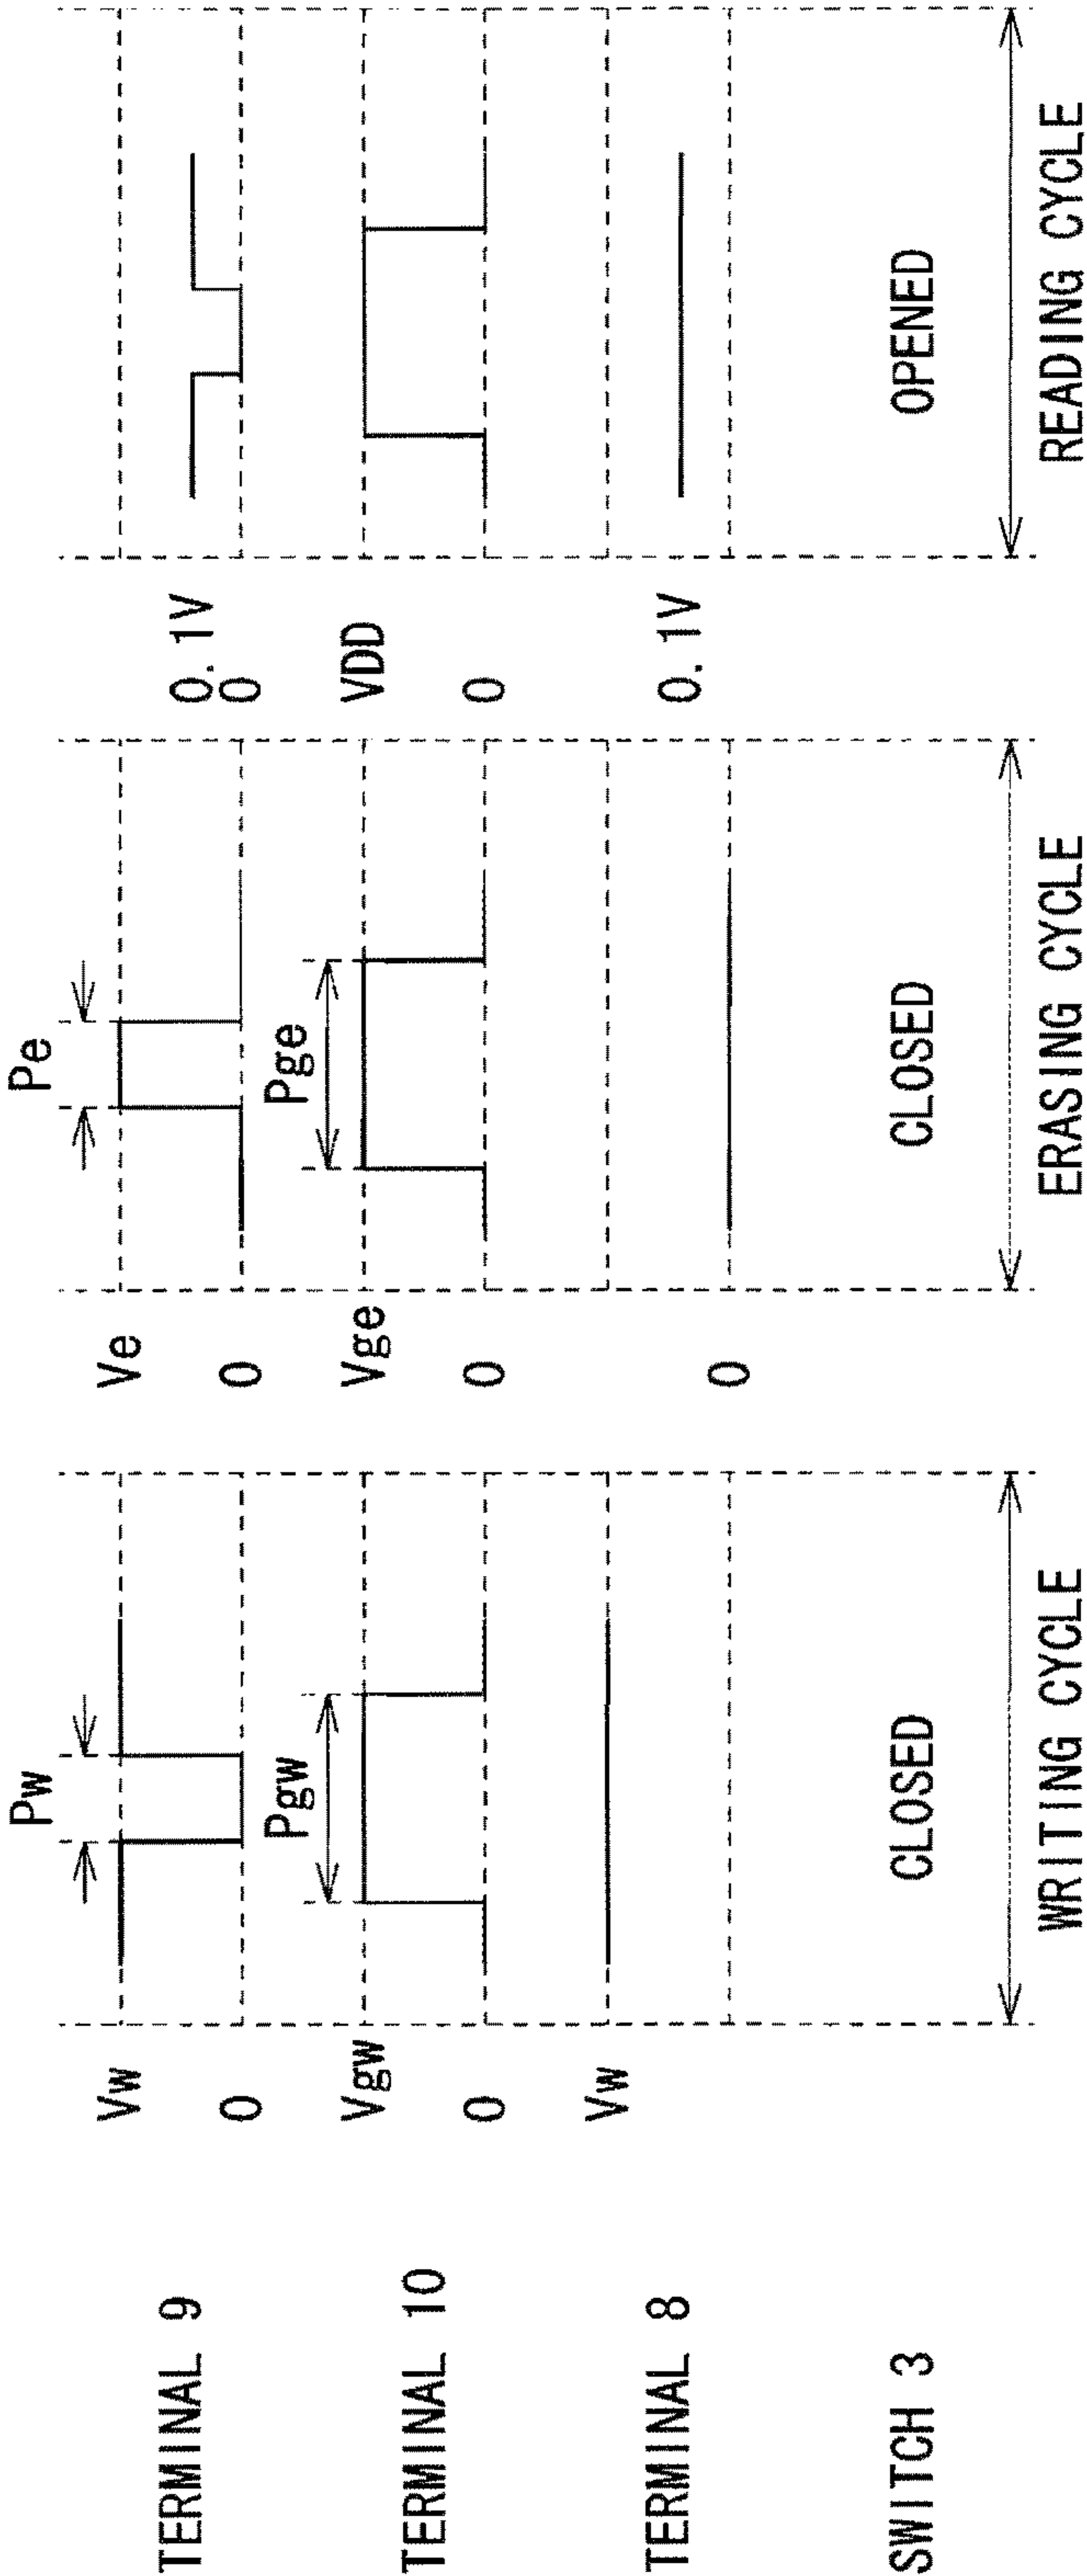 Pw
Pe
TERMINAL 9
Vw
0
Ve
0
0. 1V
0
Pgw
Pge
TERMINAL 10
Vgw
0
Vge
0
VDD
0
TERMINAL 8
Vw
0
0. 1V
SWITCH 3
CLOSED
CLOSED
OPENED
WRITING CYCLE
ERASING CYCLE
READING CYCLE